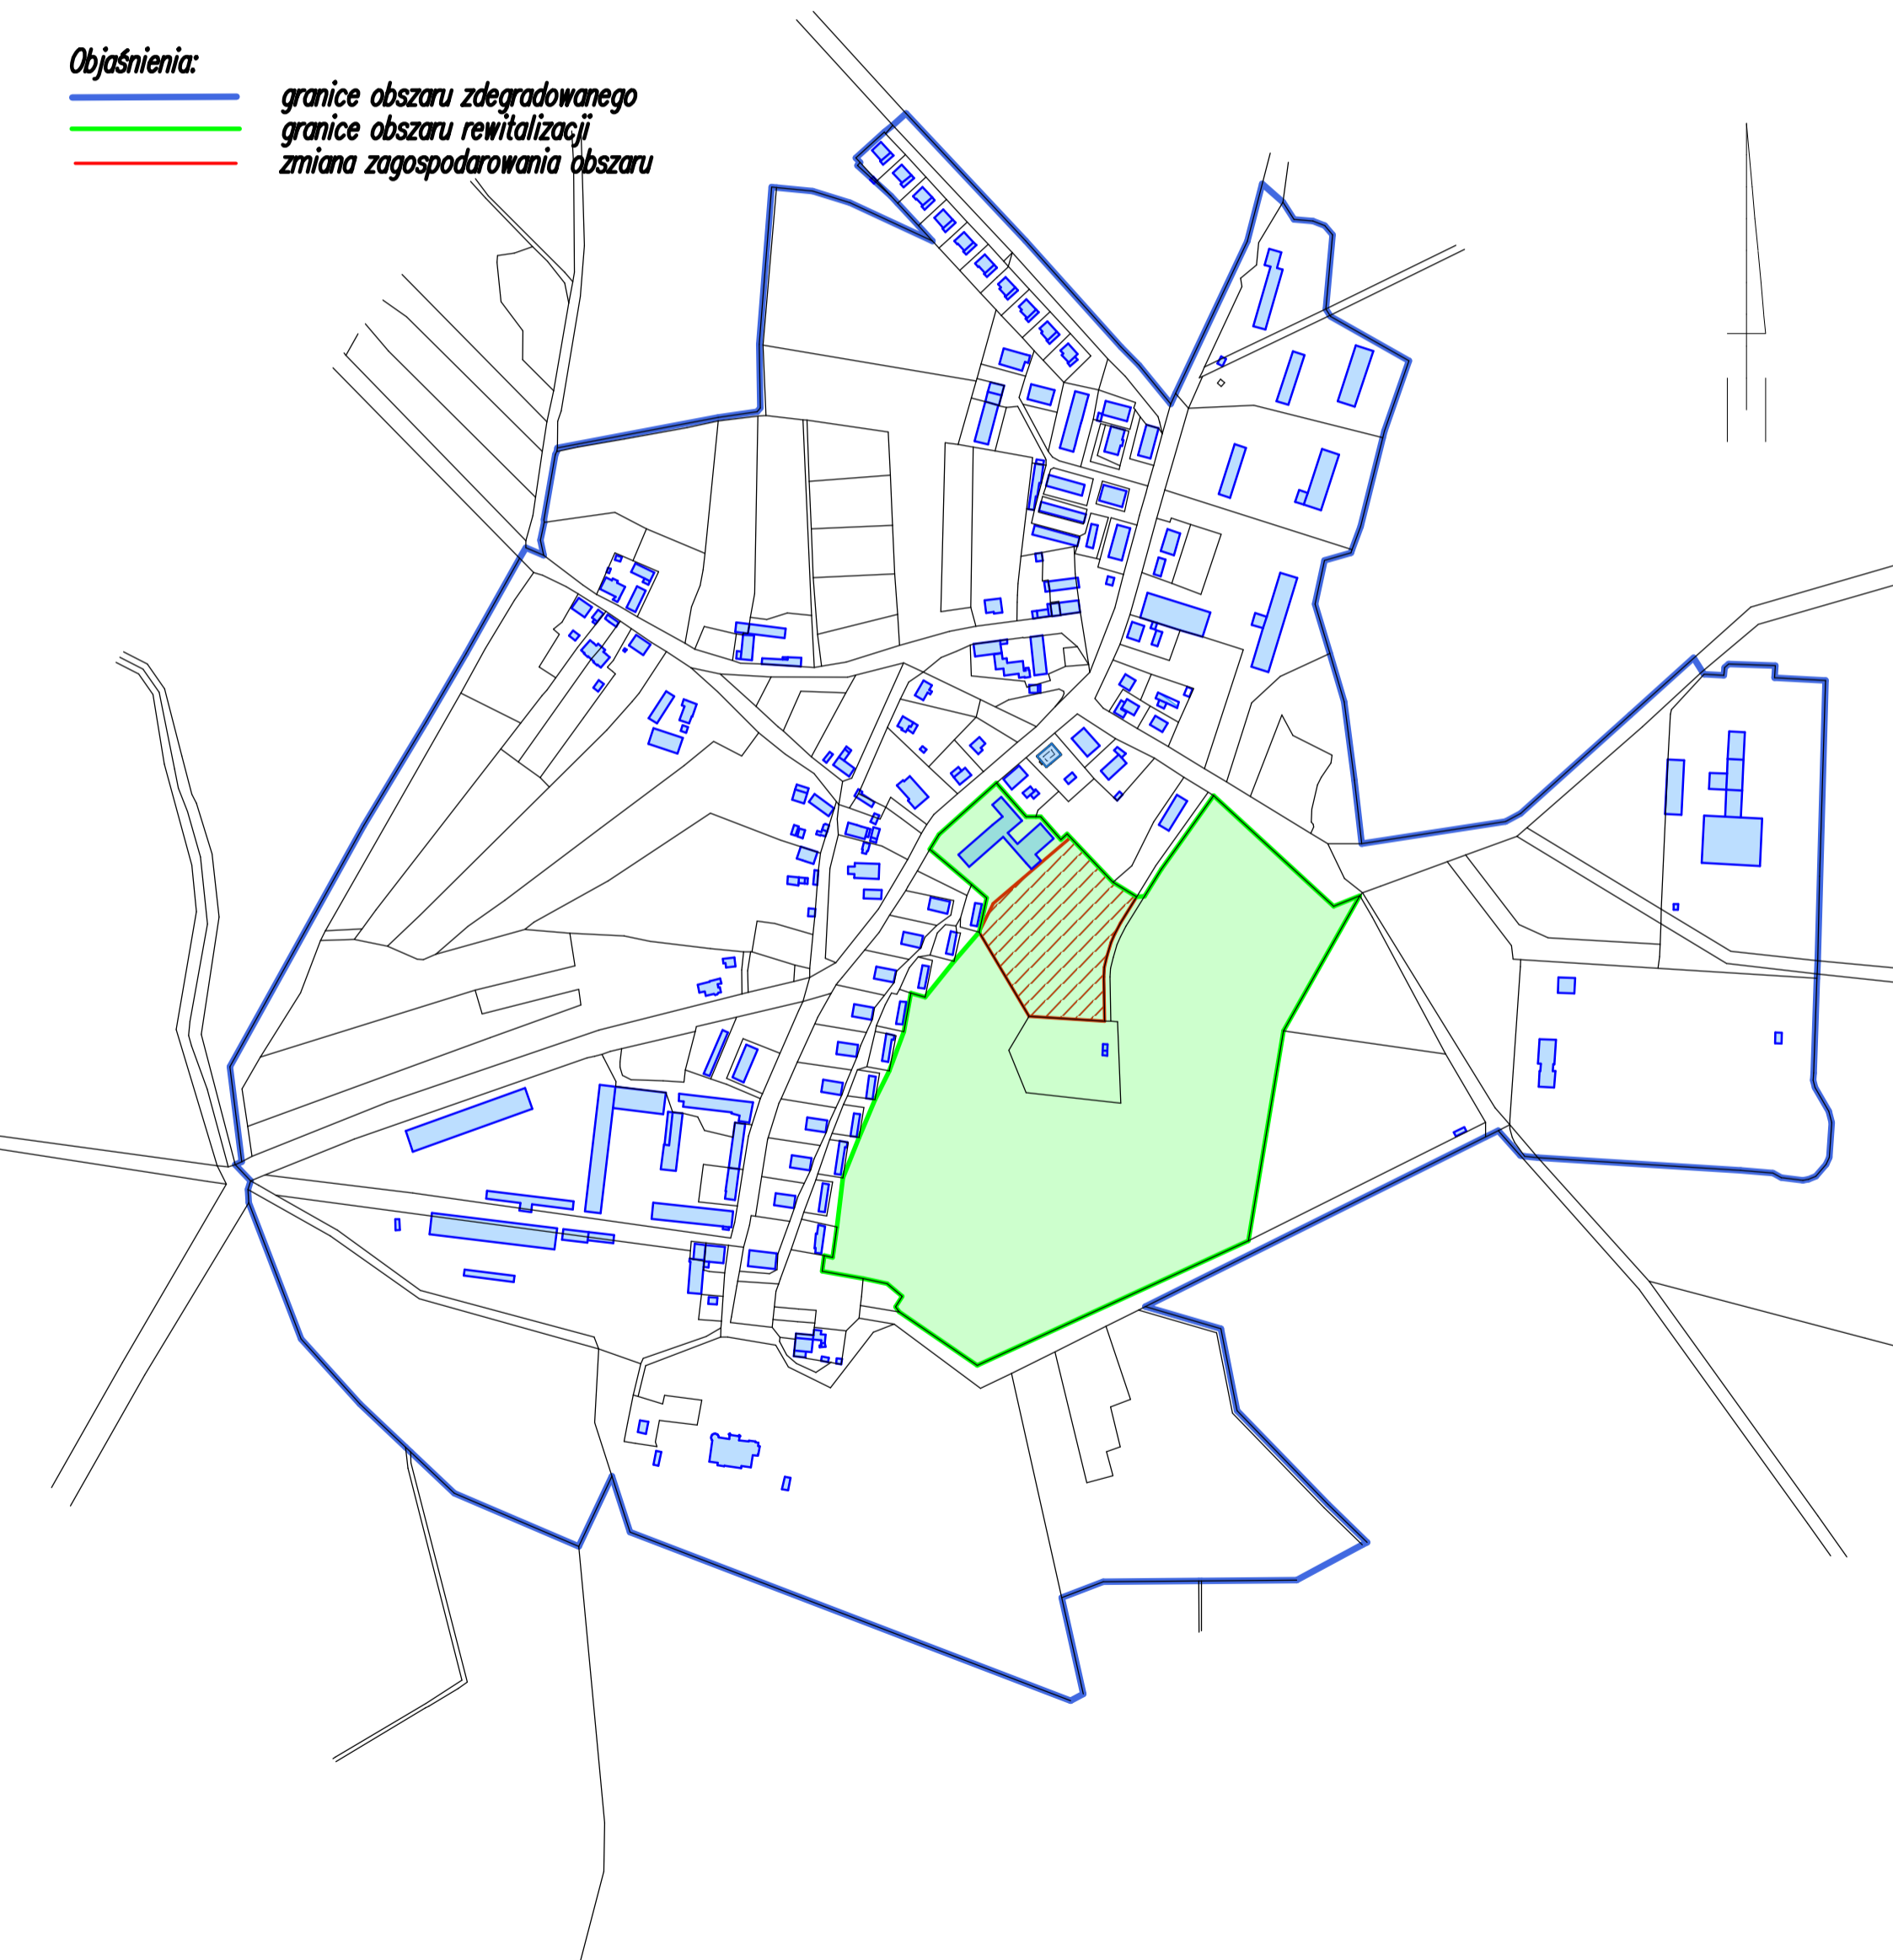 Objaśnienia:
granice obszaru zdegradowanego
granice obszaru rewitalizacji
zmiana zagospodarowania obszaru